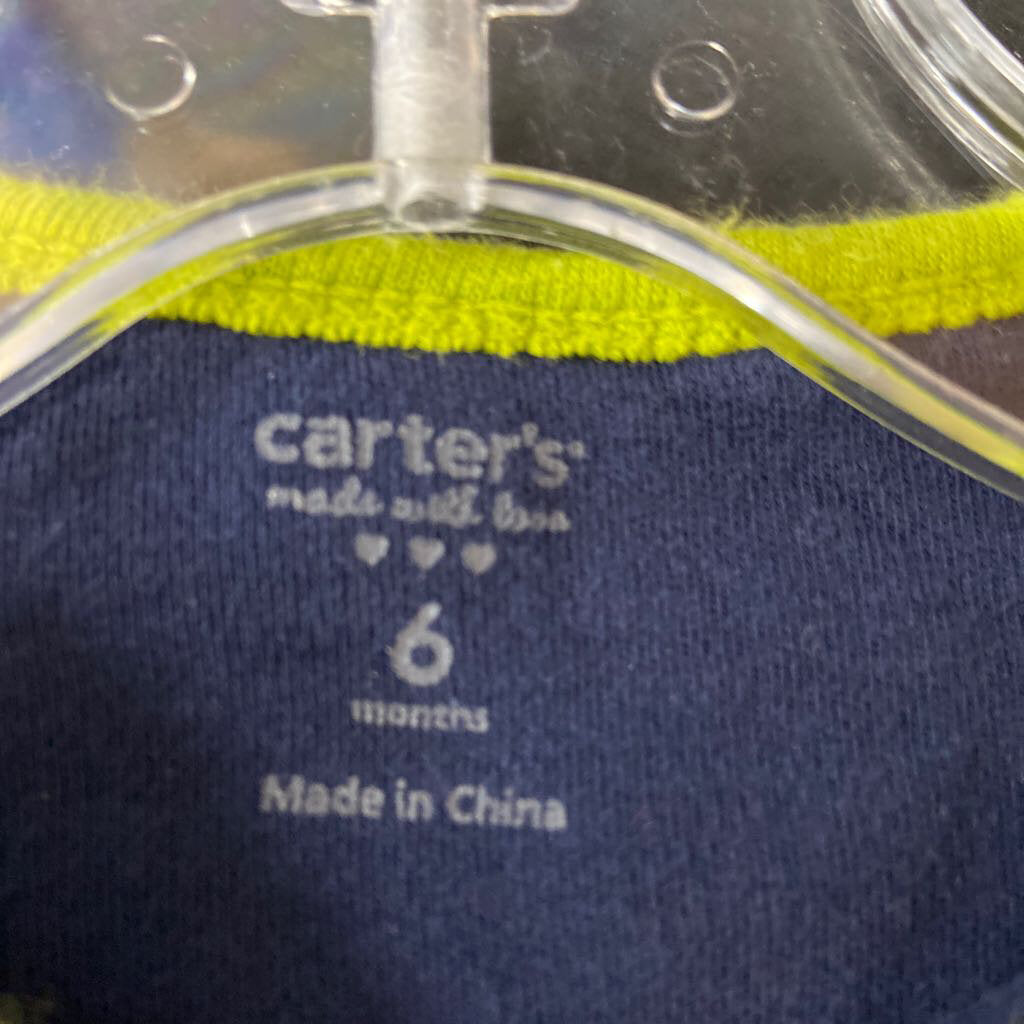 carter's
made with love
6
months
Made in China